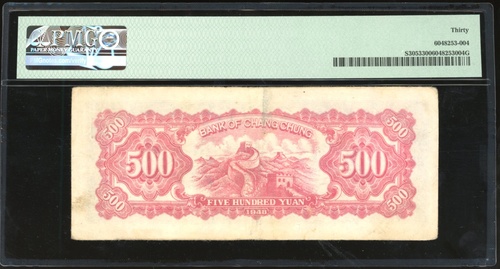 PMG
PAPER MONEY GUARANTY
Thirty
6048253-004
S30533006048253004G
500
500
BANK OF CHANG CHUNG
500
500
FIVE HUNDRED YUAN
1948
500
500